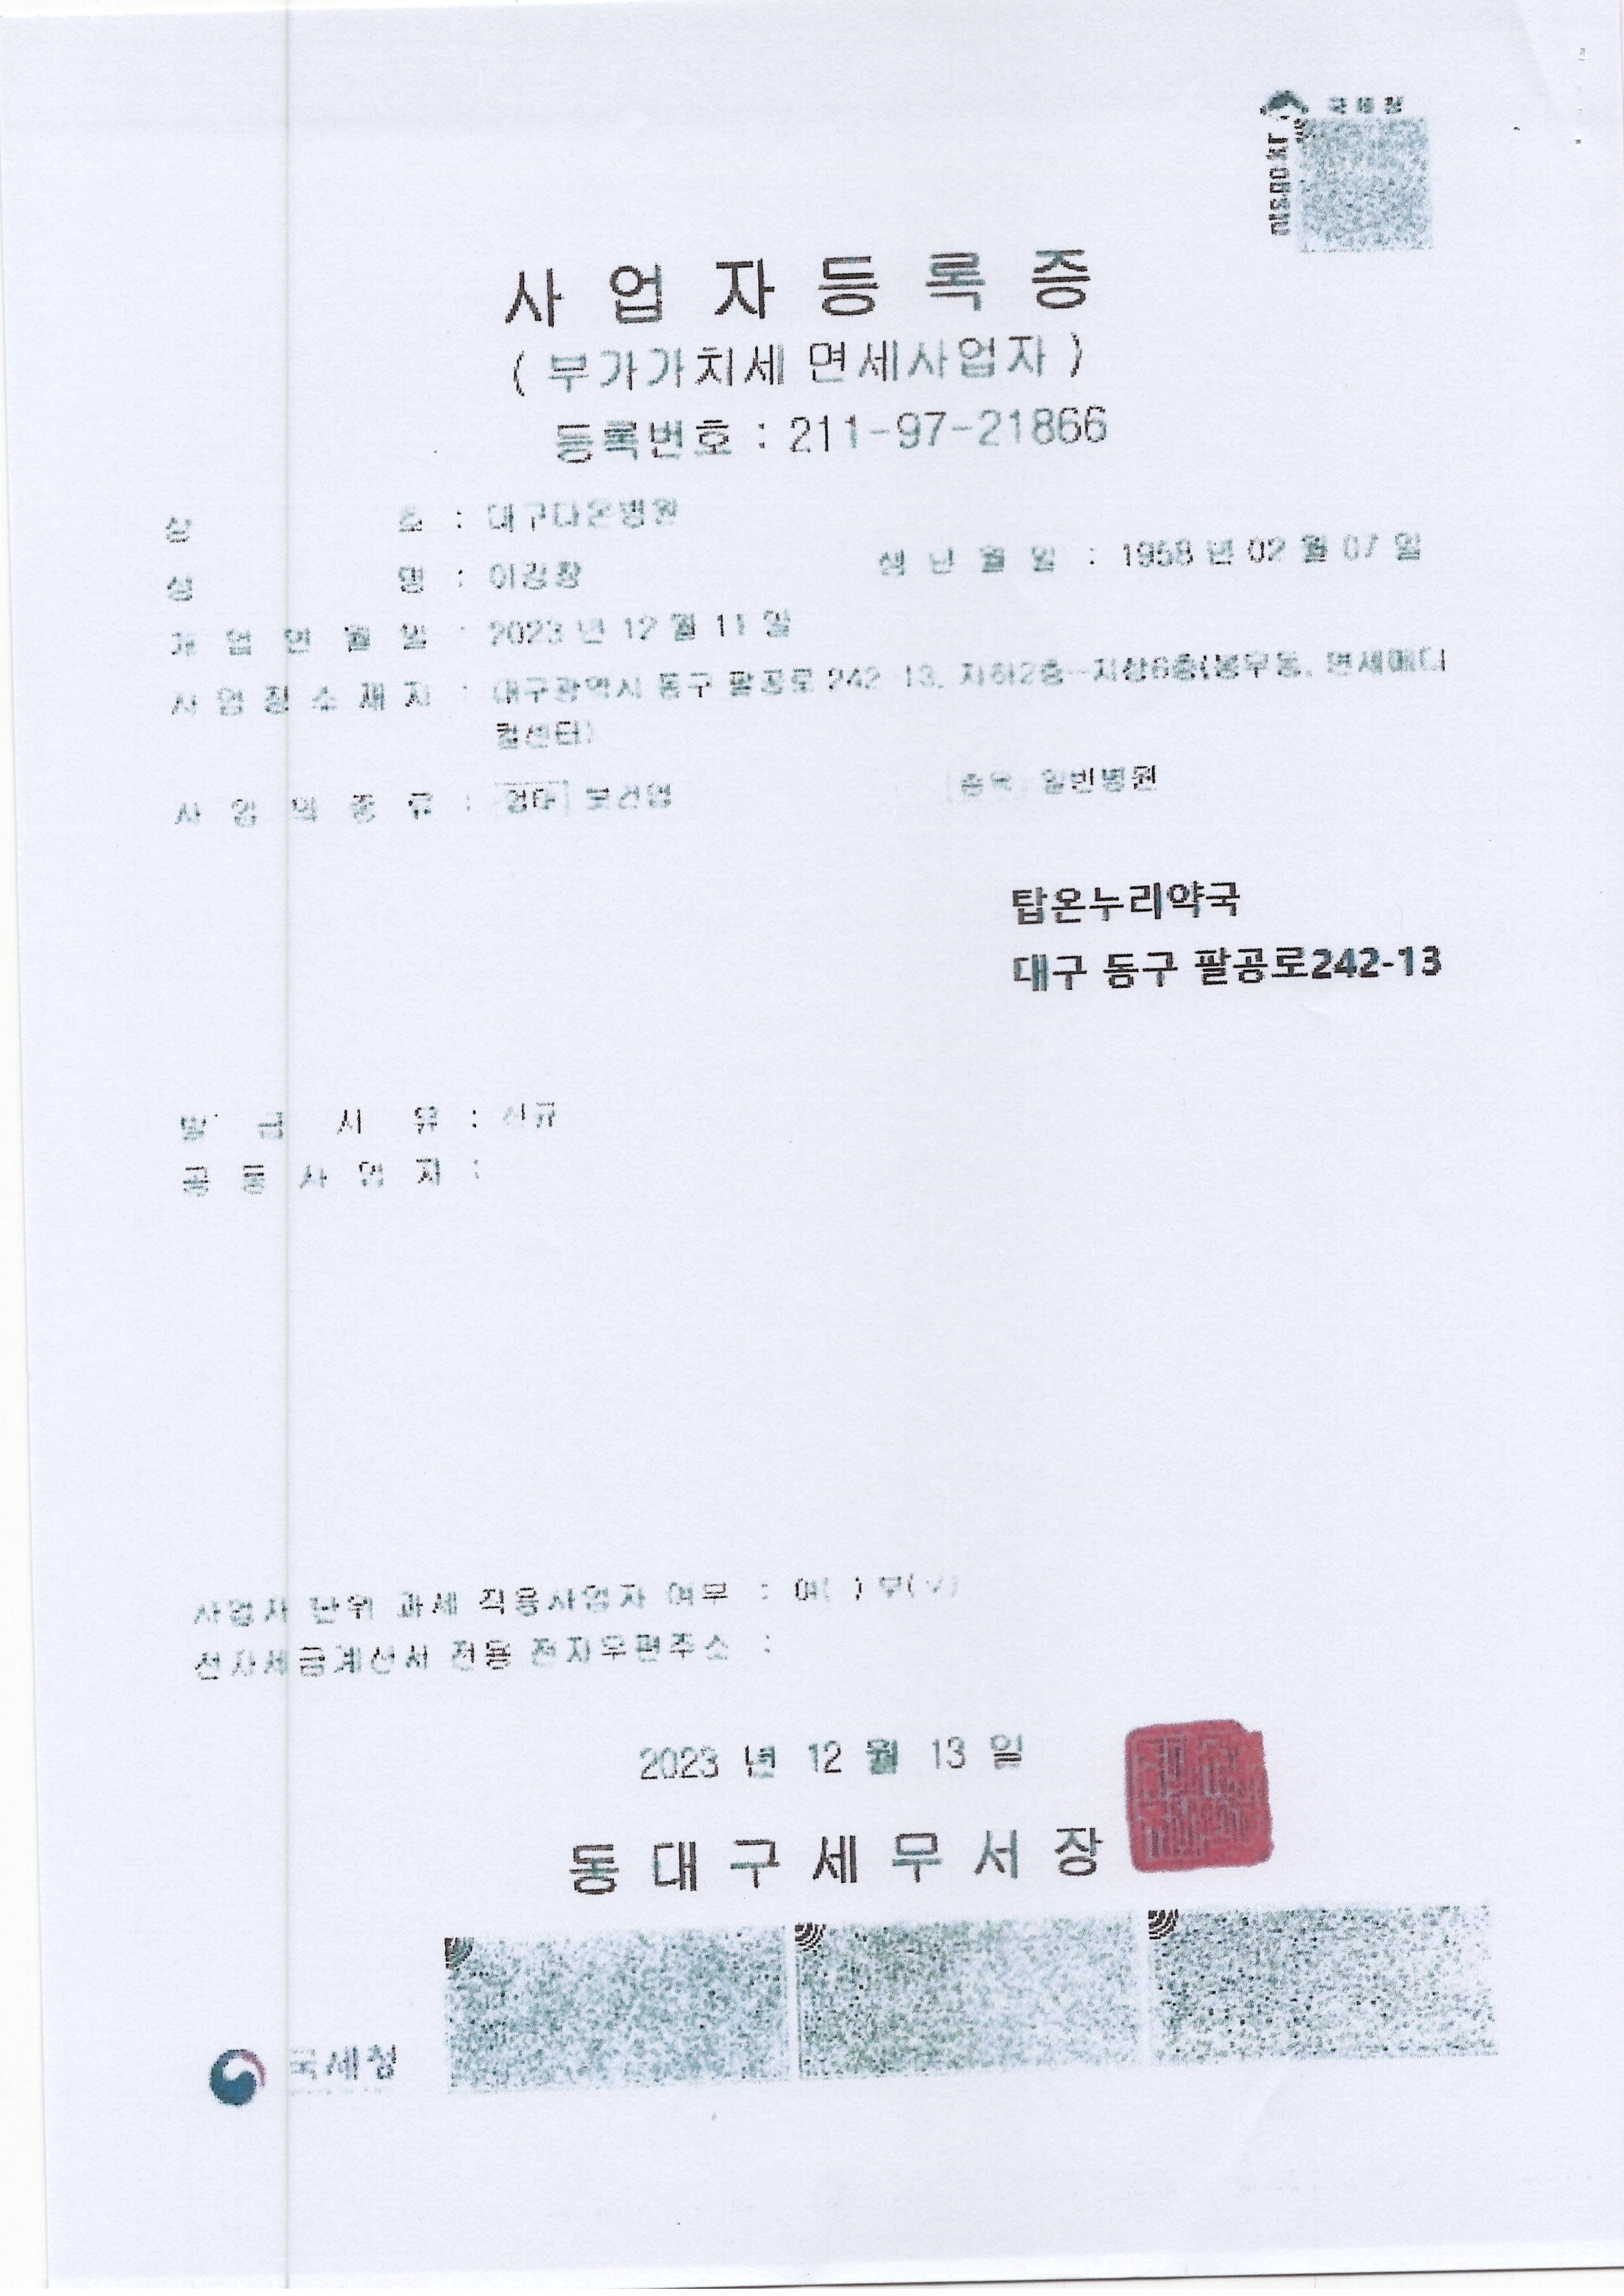 국세청
사업자등록증
( 부가가치세 면세사업자 )
등록번호 : 211-97-21866
상 호 : 대구다온병원
성 명 : 이강황 생 년 월 일 : 1958 년 02 월 07 일
개 업 연 월 일 : 2023 년 12 월 11 일
사 업 장 소 재 지 : 대구광역시 동구 팔공로 242-13, 지하2층~지상6층(봉무동, 연세메디
컬센터)
사 업 의 종 류 : 업태 보건업 종목 일반병원
탑온누리약국
대구 동구 팔공로242-13
발 급 사 유 : 신규
공 동 사 업 자 :
사업자 단위 과세 적용사업자 여부 : 여( ) 부(√)
전자세금계산서 전용 전자우편주소 :
2023 년 12 월 13 일
동대구세무서장
국세청